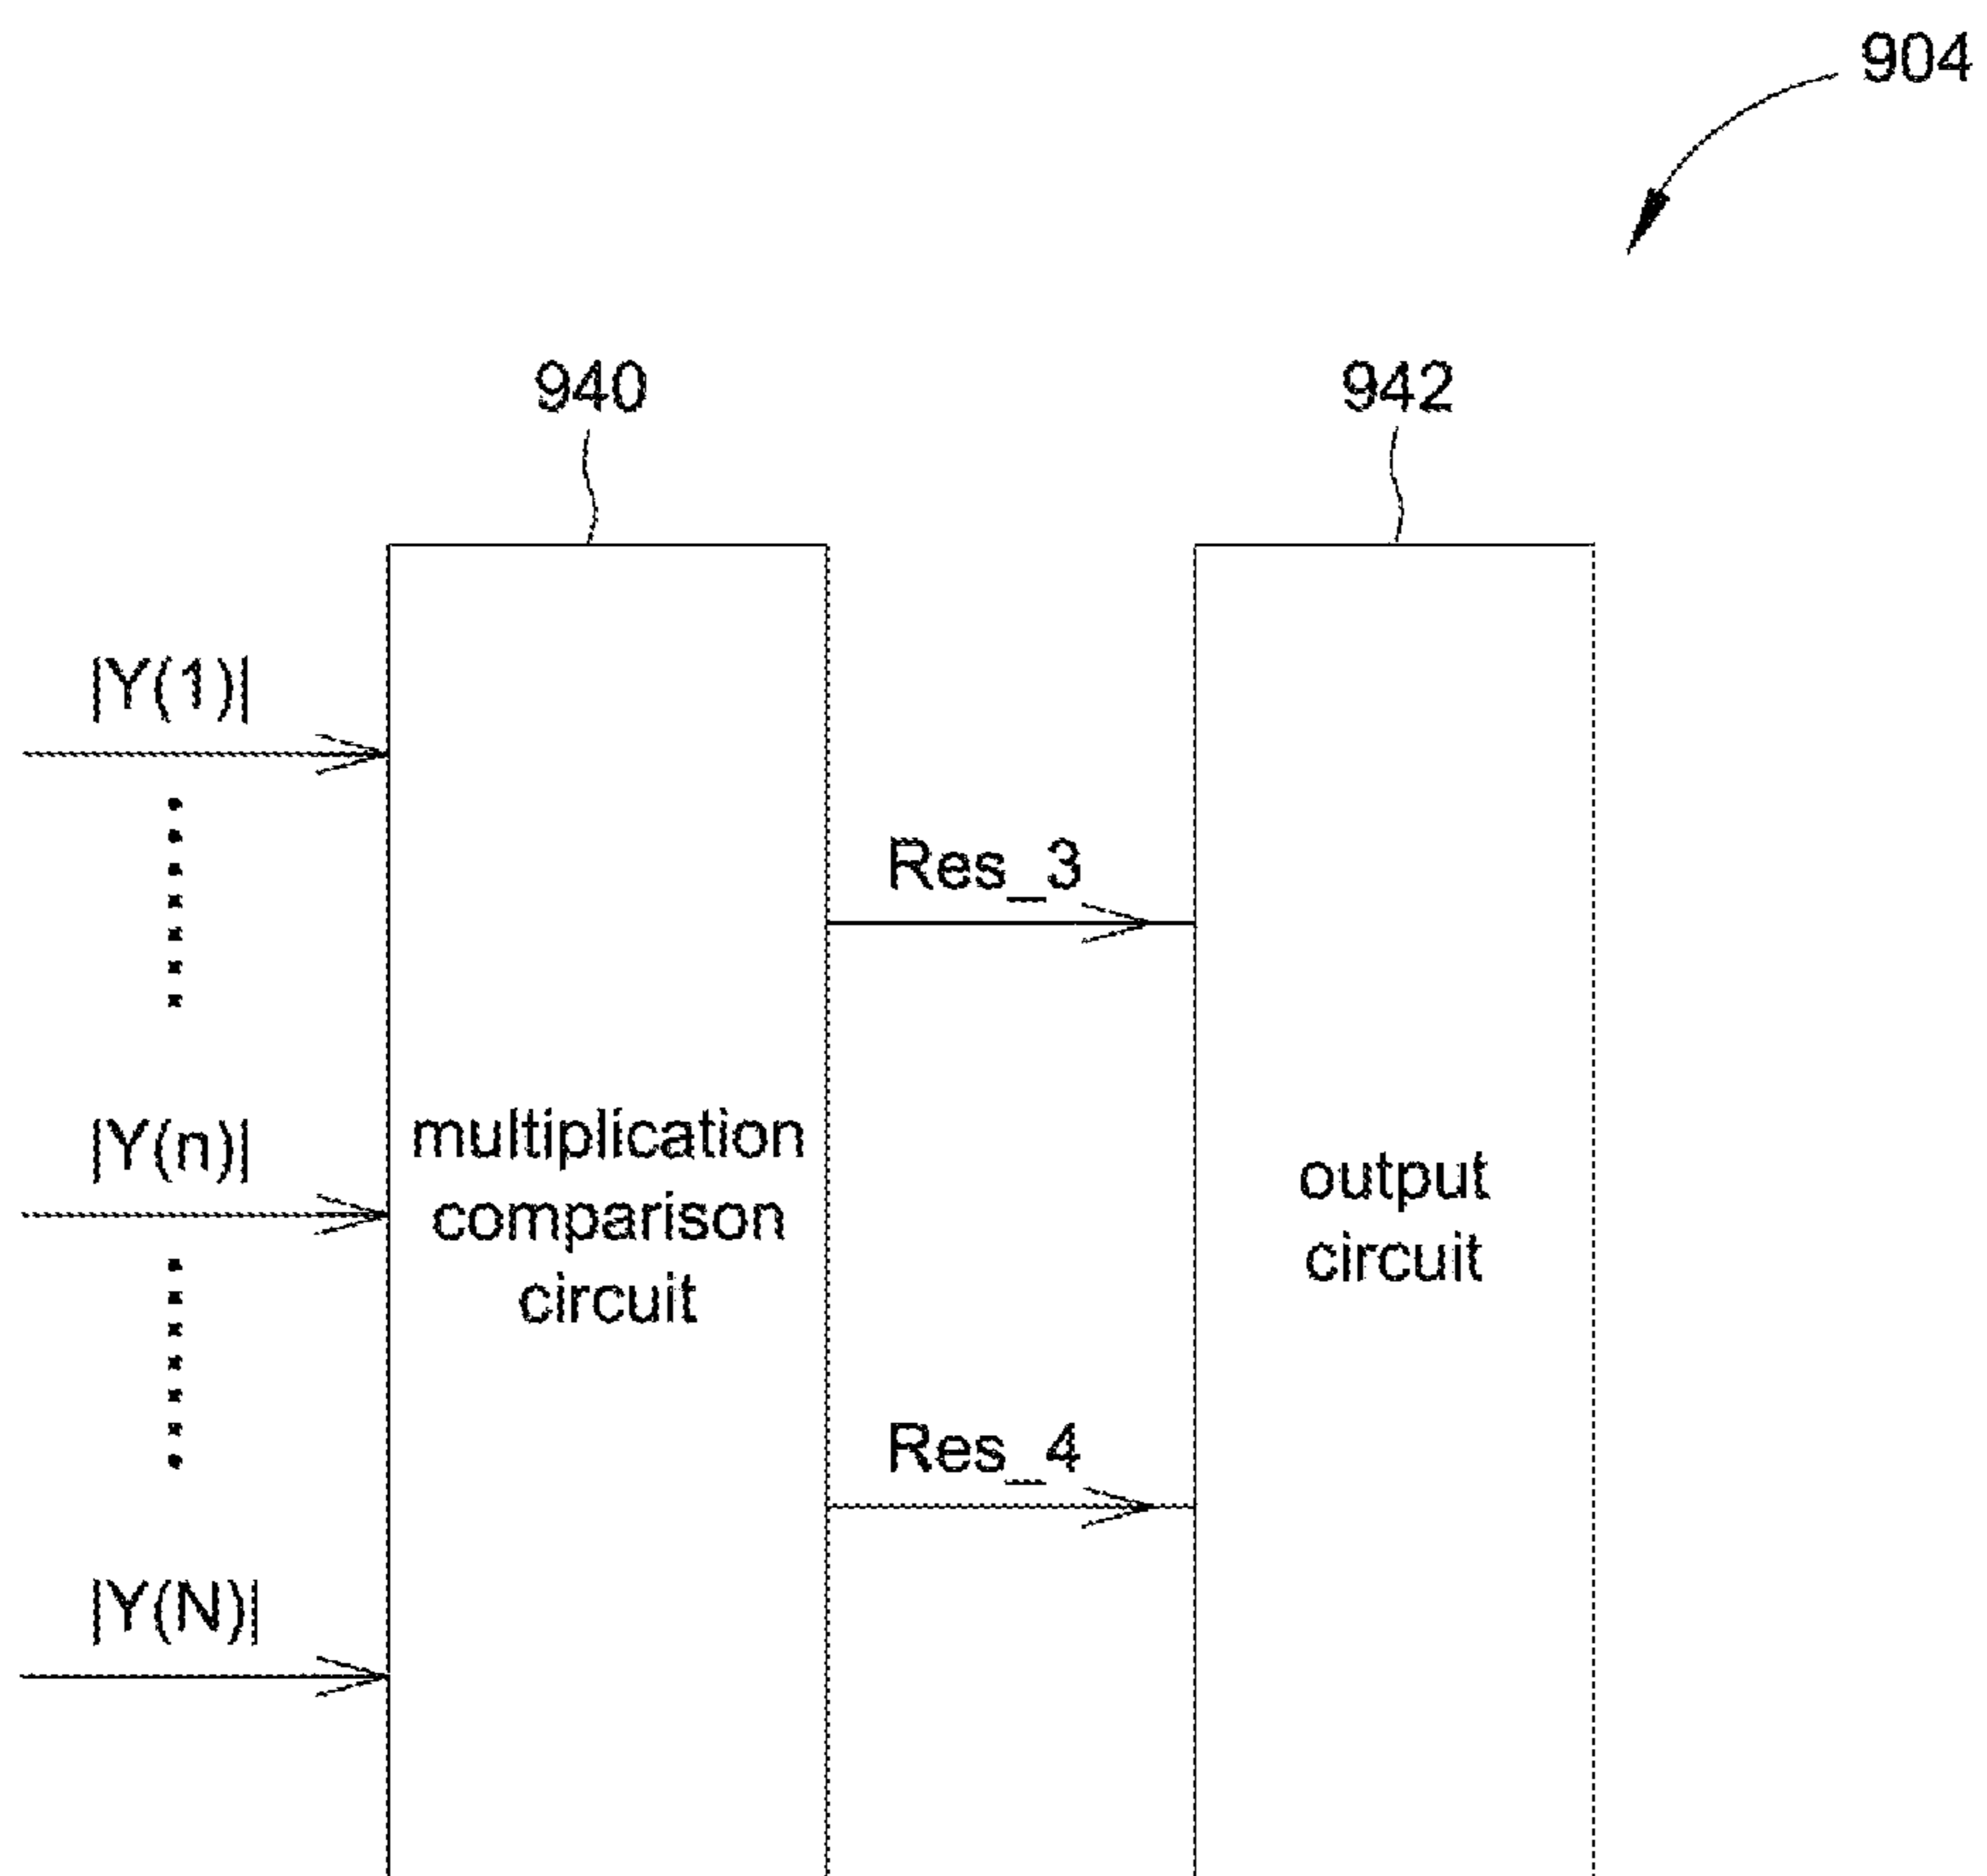 904
940
942
|Y(1)|
Res_3
|Y(n)|
multiplication
comparison
circuit
output
circuit
Res_4
|Y(N)|